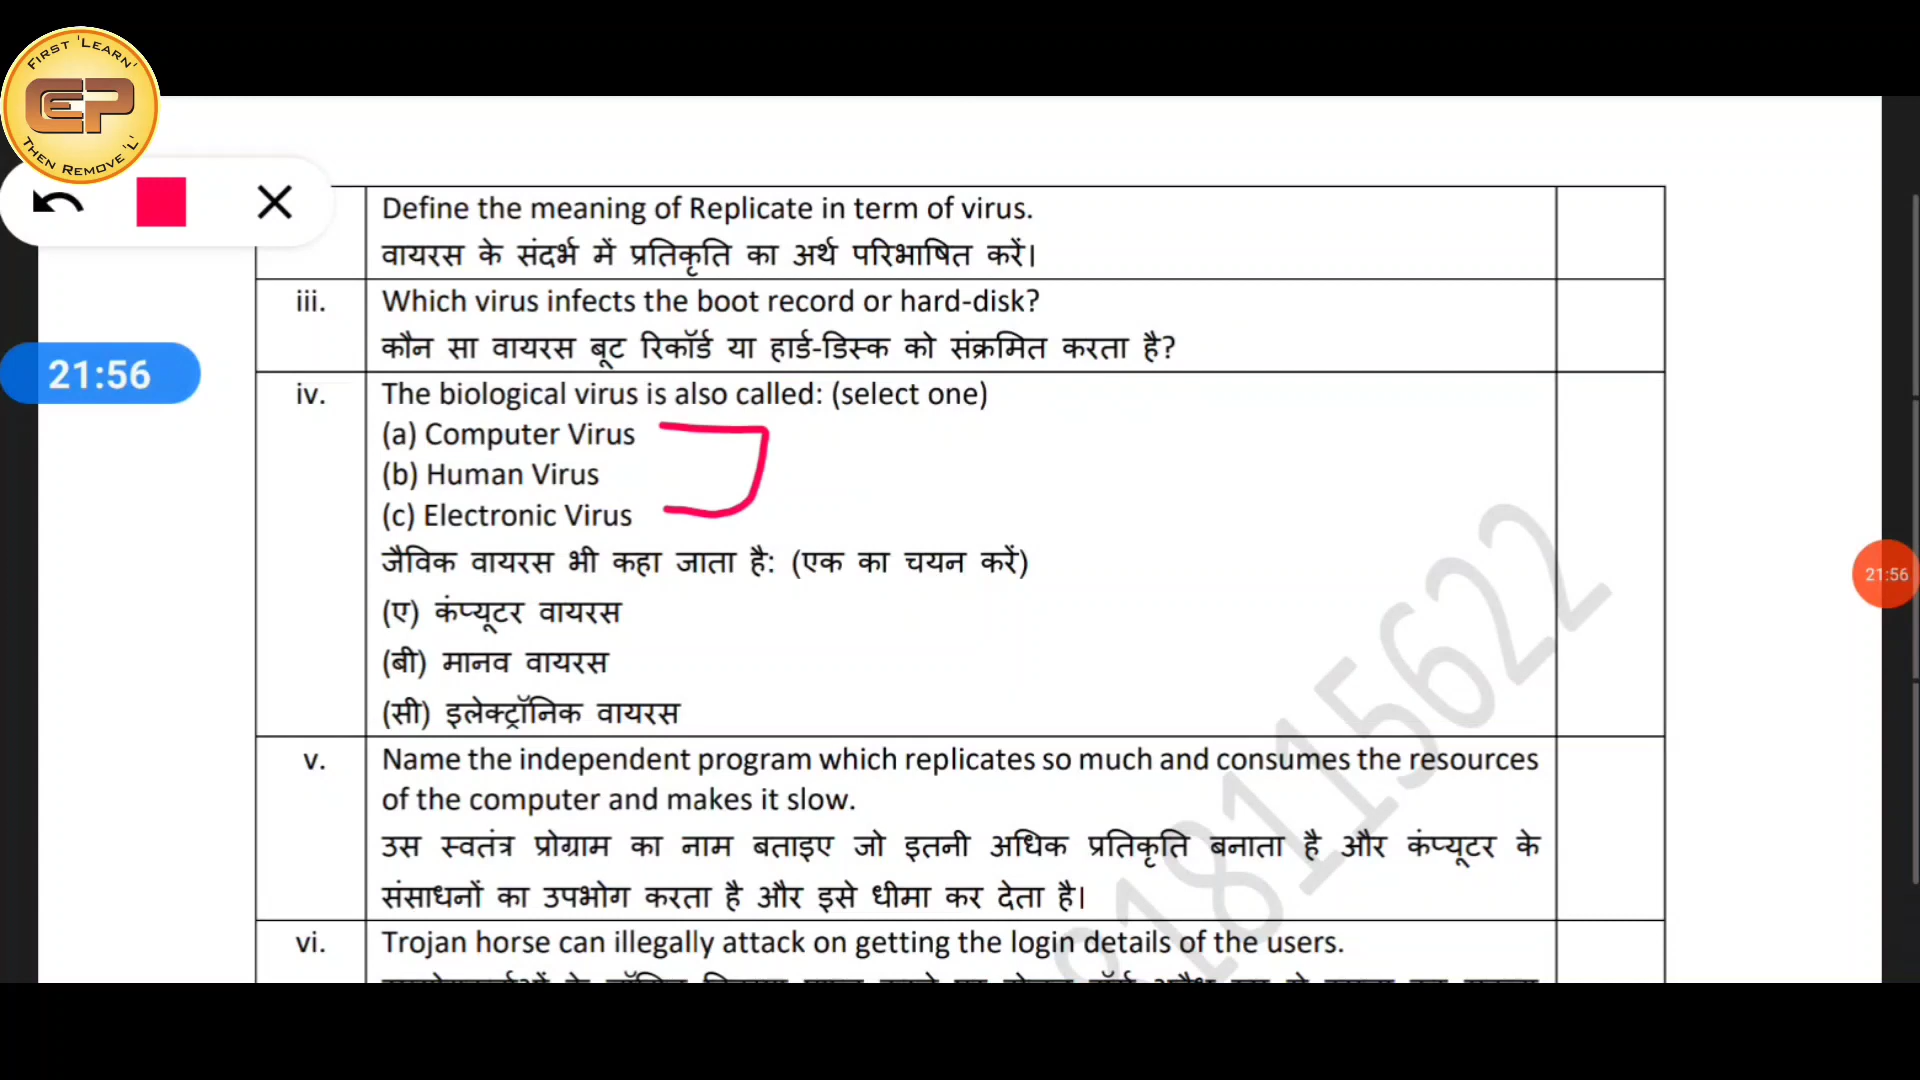 FIRST 'LEARN'
EP
THEN REMOVE 'L'
Define the meaning of Replicate in term of virus.
वायरस के संदर्भ में प्रतिकृति का अर्थ परिभाषित करें।
iii. Which virus infects the boot record or hard-disk?
कौन सा वायरस बूट रिकॉर्ड या हार्ड-डिस्क को संक्रमित करता है?
21:56
iv. The biological virus is also called: (select one)
(a) Computer Virus
(b) Human Virus
(c) Electronic Virus
जैविक वायरस भी कहा जाता है: (एक का चयन करें)
21:56
(ए) कंप्यूटर वायरस
(बी) मानव वायरस
(सी) इलेक्ट्रॉनिक वायरस
v. Name the independent program which replicates so much and consumes the resources
of the computer and makes it slow.
उस स्वतंत्र प्रोग्राम का नाम बताइए जो इतनी अधिक प्रतिकृति बनाता है और कंप्यूटर के
संसाधनों का उपभोग करता है और इसे धीमा कर देता है।
vi. Trojan horse can illegally attack on getting the login details of the users.
1811562